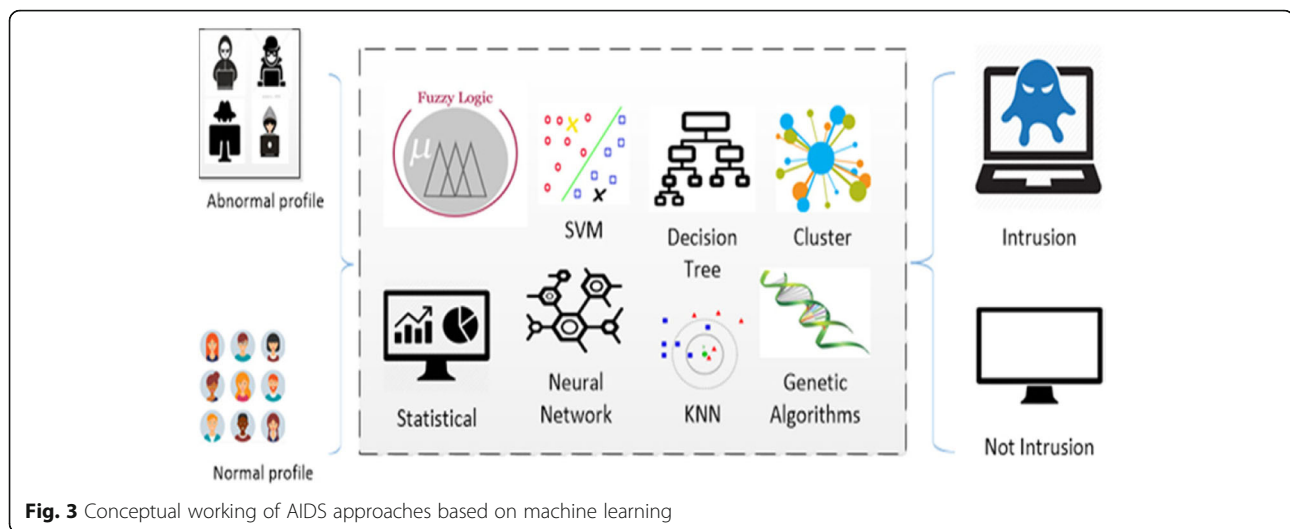 Abnormal profile
Normal profile
Fuzzy Logic
μ
SVM
Decision
Tree
Cluster
Statistical
Neural
Network
KNN
Genetic
Algorithms
Intrusion
Not Intrusion
Fig. 3 Conceptual working of AIDS approaches based on machine learning